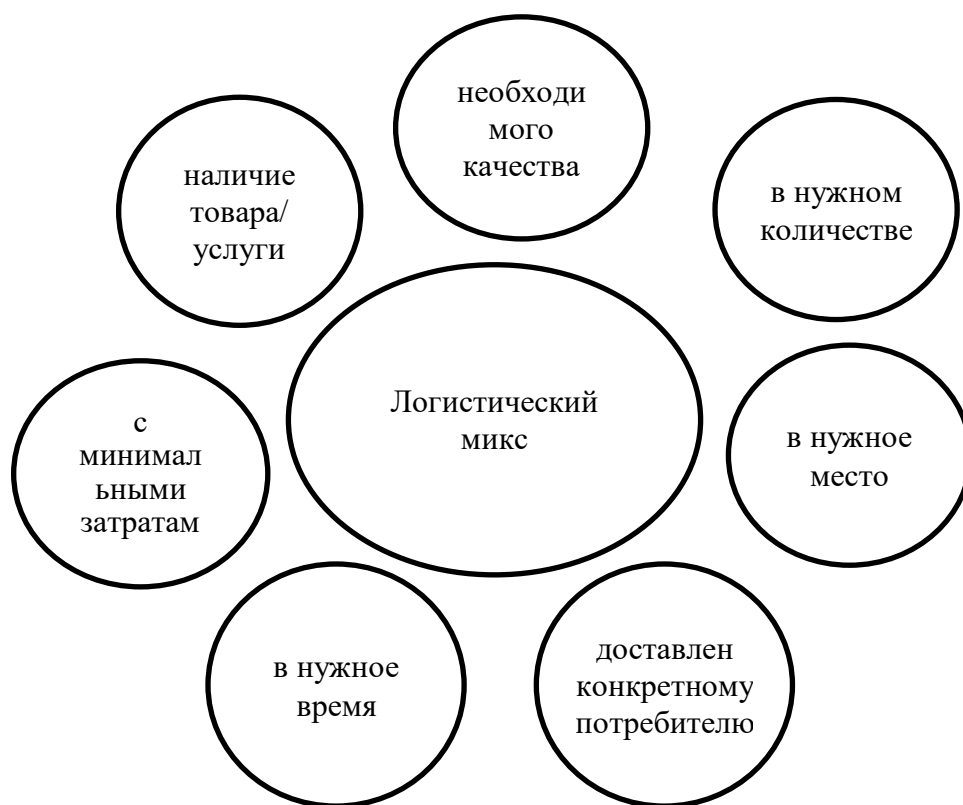 необходи
мого
качества
наличие
товара/
услуги
в нужном
количестве
Логистический
микс
в нужное
место
с
минимал
ьными
затратам
в нужное
время
доставлен
конкретному
потребителю